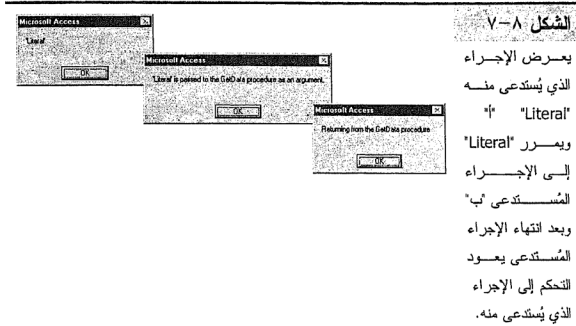 الشكل ٨-٧
يعرض الإجراء
الذي يُستدعى منه
"Literal" "أ"
ويمرر "Literal"
إلى الإجراء
المُستدعى "ب"
وبعد انتهاء الإجراء
المُستدعى يعود
التحكم إلى الإجراء
الذي يُستدعى منه.
Microsoft Access
'Literal'
OK
Microsoft Access
'Literal' is passed to the GetData procedure as an argument.
OK
Microsoft Access
Returning from the GetData procedure
OK